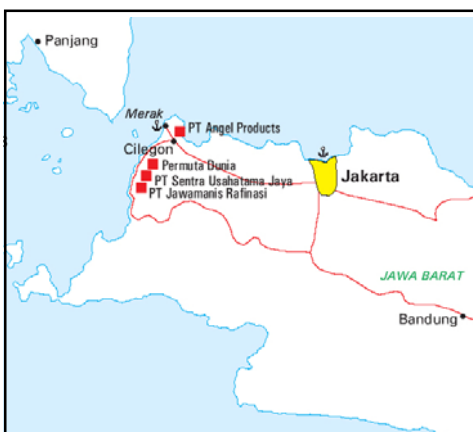 Panjang
Merak
PT Angel Products
Cilegon
Permuta Dunia
PT Sentra Usahatama Jaya
PT Jawamanis Rafinasi
Jakarta
JAWA BARAT
Bandung